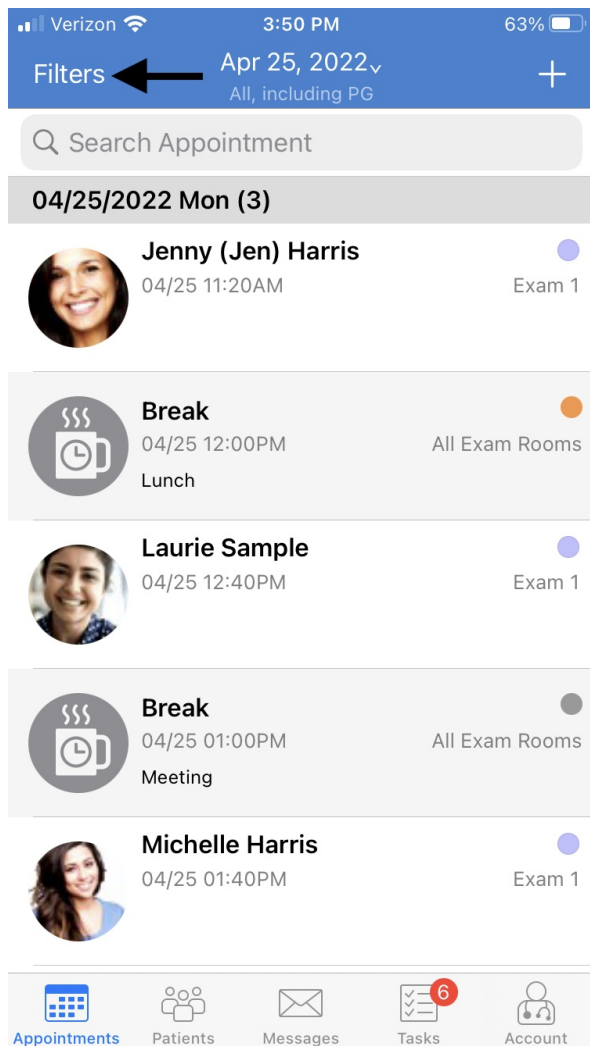 Verizon 3:50 PM 63%
Filters Apr 25, 2022
All, including PG
Search Appointment
04/25/2022 Mon (3)
Jenny (Jen) Harris
04/25 11:20AM Exam 1
Break
04/25 12:00PM All Exam Rooms
Lunch
Laurie Sample
04/25 12:40PM Exam 1
Break
04/25 01:00PM All Exam Rooms
Meeting
Michelle Harris
04/25 01:40PM Exam 1
6
Appointments Patients Messages Tasks Account